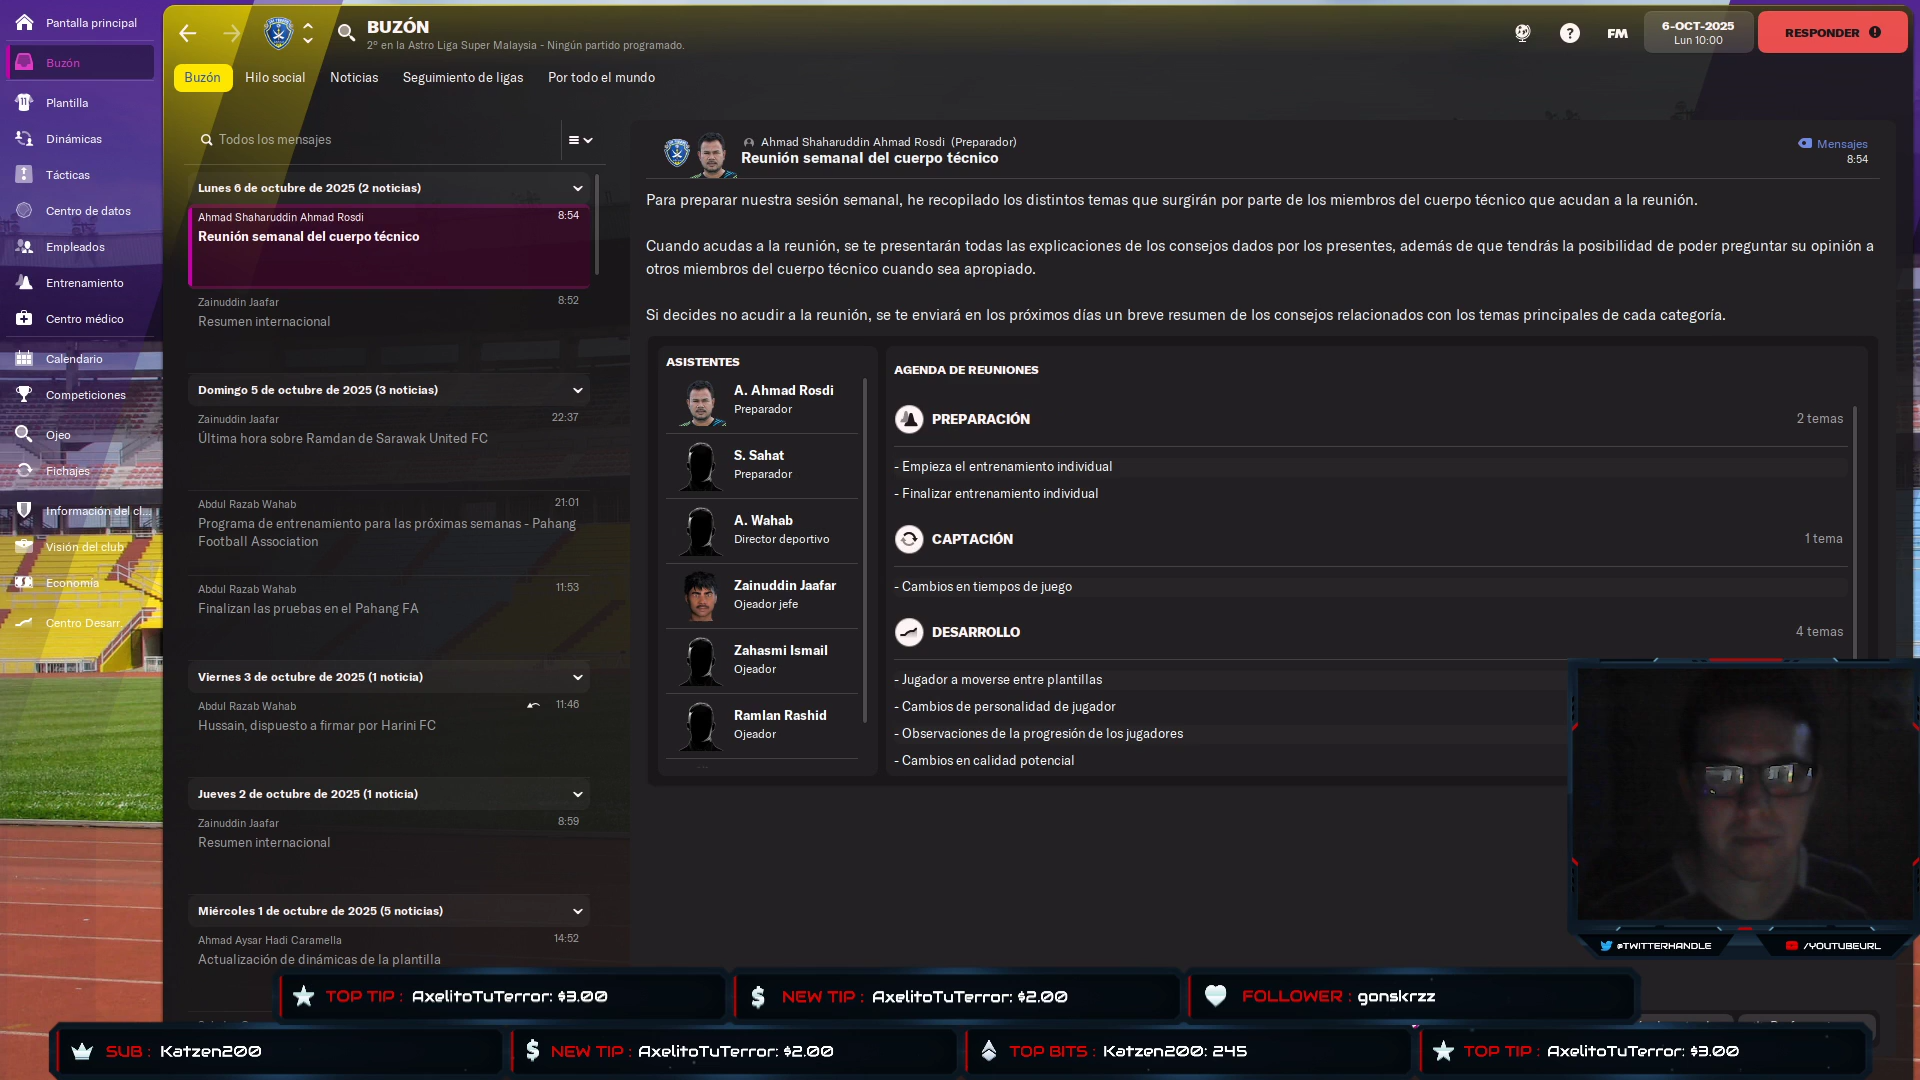 Pantalla principal
Buzón
Plantilla
Dinámicas
Tácticas
Centro de datos
Empleados
Entrenamiento
Centro médico
Calendario
Competiciones
Ojeo
Fichajes
Información del cl...
Visión del club
Economía
Centro Desarr.
BUZÓN
2º en la Astro Liga Super Malaysia - Ningún partido programado.
FM
6-OCT-2025
Lun 10:00
RESPONDER
Buzón
Hilo social
Noticias
Seguimiento de ligas
Por todo el mundo
Todos los mensajes
Lunes 6 de octubre de 2025 (2 noticias)
Ahmad Shaharuddin Ahmad Rosdi 8:54
Reunión semanal del cuerpo técnico
Zainuddin Jaafar 8:52
Resumen internacional
Domingo 5 de octubre de 2025 (3 noticias)
Zainuddin Jaafar 22:37
Última hora sobre Ramdan de Sarawak United FC
Abdul Razab Wahab 21:01
Programa de entrenamiento para las próximas semanas - Pahang
Football Association
Abdul Razab Wahab 11:53
Finalizan las pruebas en el Pahang FA
Viernes 3 de octubre de 2025 (1 noticia)
Abdul Razab Wahab 11:46
Hussain, dispuesto a firmar por Harini FC
Jueves 2 de octubre de 2025 (1 noticia)
Zainuddin Jaafar 8:59
Resumen internacional
Miércoles 1 de octubre de 2025 (5 noticias)
Ahmad Aysar Hadi Caramella 14:52
Actualización de dinámicas de la plantilla
Ahmad Shaharuddin Ahmad Rosdi (Preparador)
Reunión semanal del cuerpo técnico
Mensajes
8:54
Para preparar nuestra sesión semanal, he recopilado los distintos temas que surgirán por parte de los miembros del cuerpo técnico que acudan a la reunión.
Cuando acudas a la reunión, se te presentarán todas las explicaciones de los consejos dados por los presentes, además de que tendrás la posibilidad de poder preguntar su opinión a
otros miembros del cuerpo técnico cuando sea apropiado.
Si decides no acudir a la reunión, se te enviará en los próximos días un breve resumen de los consejos relacionados con los temas principales de cada categoría.
ASISTENTES
A. Ahmad Rosdi
Preparador
S. Sahat
Preparador
A. Wahab
Director deportivo
Zainuddin Jaafar
Ojeador jefe
Zahasmi Ismail
Ojeador
Ramlan Rashid
Ojeador
AGENDA DE REUNIONES
PREPARACIÓN 2 temas
- Empieza el entrenamiento individual
- Finalizar entrenamiento individual
CAPTACIÓN 1 tema
- Cambios en tiempos de juego
DESARROLLO 4 temas
- Jugador a moverse entre plantillas
- Cambios de personalidad de jugador
- Observaciones de la progresión de los jugadores
- Cambios en calidad potencial
@TWITTERHANDLE
/YOUTUBEURL
TOP TIP : AxelitoTuTerror: $3.00
NEW TIP : AxelitoTuTerror: $2.00
FOLLOWER : gonskrzz
SUB : Katzen200
NEW TIP : AxelitoTuTerror: $2.00
TOP BITS : Katzen200: 245
TOP TIP : AxelitoTuTerror: $3.00